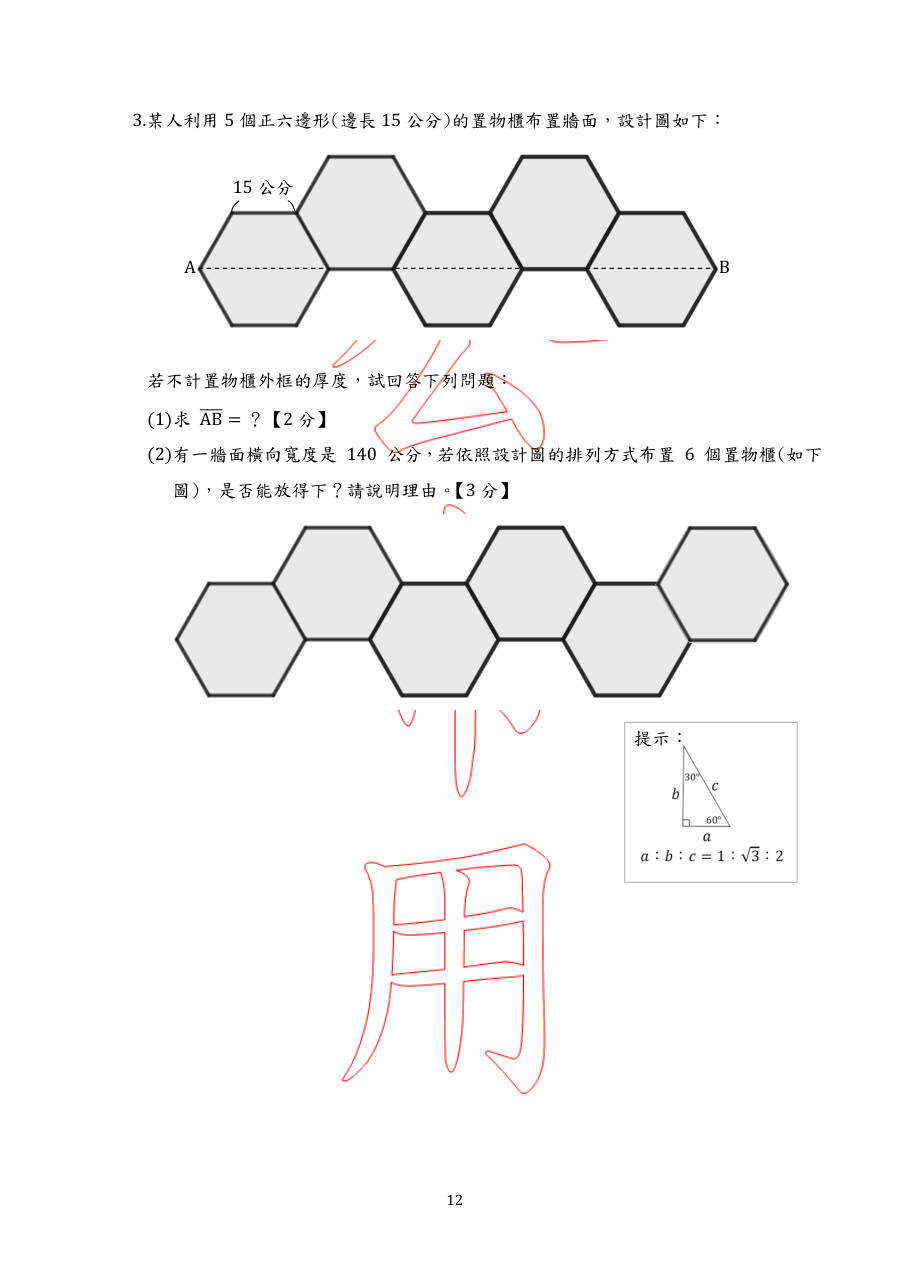 3.某人利用 5 個正六邊形(邊長 15 公分)的置物櫃布置牆面，設計圖如下：
15 公分
A
B
若不計置物櫃外框的厚度，試回答下列問題：
(1)求 AB = ？【2 分】
(2)有一牆面橫向寬度是 140 公分，若依照設計圖的排列方式布置 6 個置物櫃(如下
圖)，是否能放得下？請說明理由。【3 分】
提示：
30°
b
c
60°
a
a：b：c = 1：√3：2
用
12